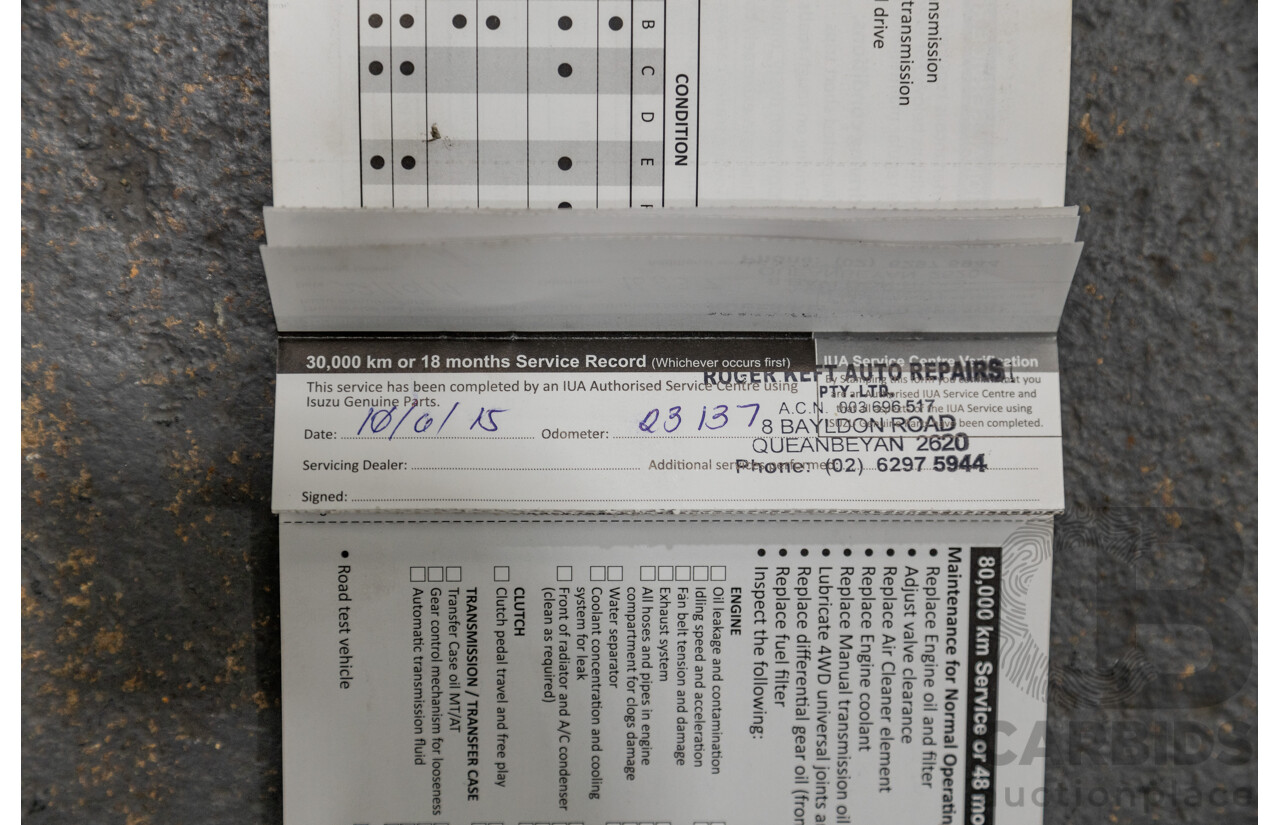 nsmission
transmission
drive
CONDITION
B
C
D
E
30,000 km or 18 months Service Record (Whichever occurs first)
IUA Service Centre Verification
This service has been completed by an IUA Authorised Service Centre using
Isuzu Genuine Parts.
ROGER KEFT AUTO REPAIRS
PTY. LTD.
A.C.N. 003 696 517
8 BAYLDON ROAD
QUEANBEYAN 2620
Phone: (02) 6297 5944
Date: 10/6/15 Odometer: 23 137
Servicing Dealer: Additional services performed:
Signed:
80,000 km Service or 48 mo
Maintenance for Normal Operatin
• Replace Engine oil and filter
• Adjust valve clearance
• Replace Air Cleaner element
• Replace Engine coolant
• Replace Manual transmission oil
• Lubricate 4WD universal joints a
• Replace differential gear oil (fron
• Replace fuel filter
• Inspect the following:
ENGINE
Oil leakage and contamination
Idling speed and acceleration
Fan belt tension and damage
Exhaust system
All hoses and pipes in engine
compartment for clogs damage
Water separator
Coolant concentration and cooling
system for leak
Front of radiator and A/C condenser
(clean as required)
CLUTCH
Clutch pedal travel and free play
TRANSMISSION / TRANSFER CASE
Transfer Case oil MT/AT
Gear control mechanism for looseness
Automatic transmission fluid
• Road test vehicle
CARBIDS
uctionplace